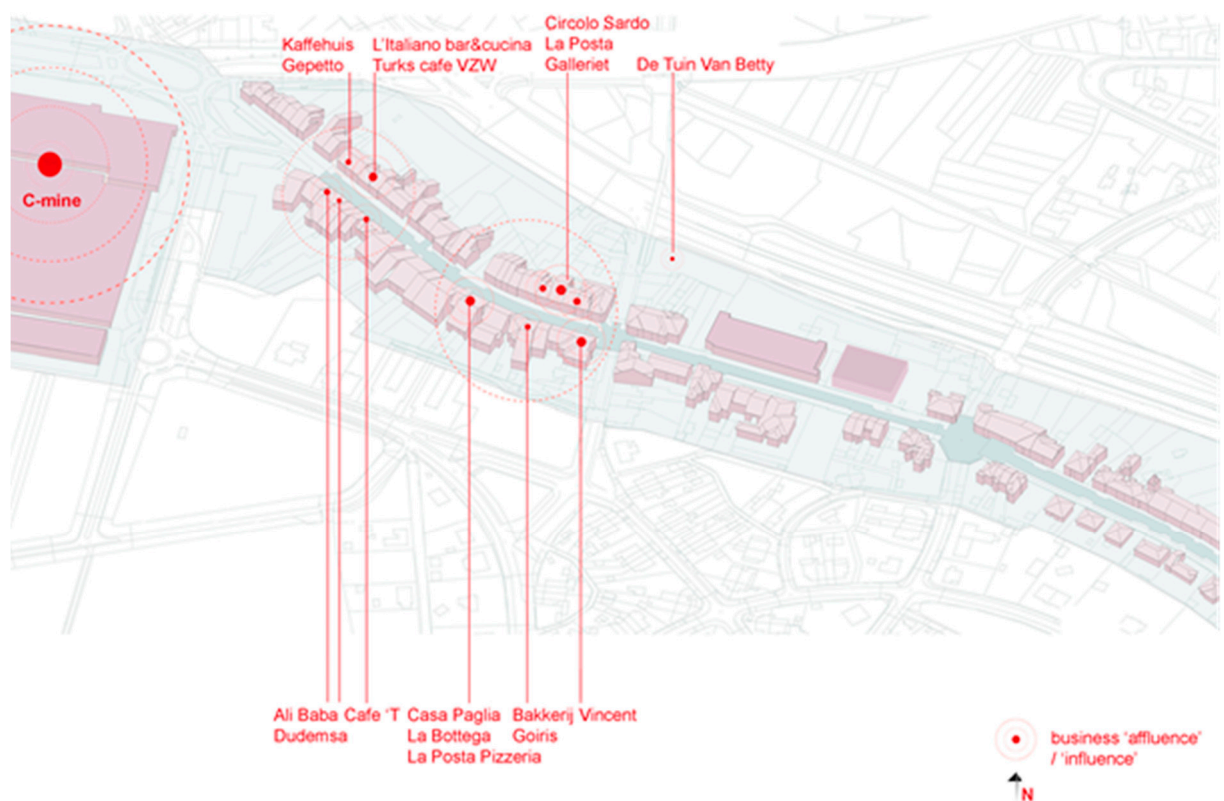 Kaffehuis
Gepetto
L'Italiano bar&cucina
Turks cafe VZW
Circolo Sardo
La Posta
Galleriet
De Tuin Van Betty
C-mine
Ali Baba Cafe 'T
Dudemsa
Casa Paglia
La Bottega
La Posta Pizzeria
Bakkerij Vincent
Goiris
business 'affluence'
/ 'influence'
N